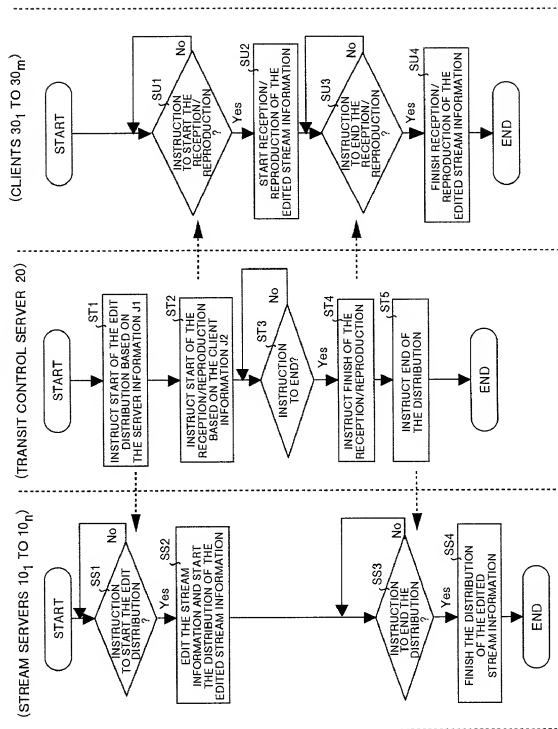 (STREAM SERVERS 10₁ TO 10ₙ)
START
SS1
INSTRUCTION
TO START THE EDIT
DISTRIBUTION
?
No
Yes
SS2
EDIT THE STREAM
INFORMATION AND START
THE DISTRIBUTION OF THE
EDITED STREAM INFORMATION
SS3
INSTRUCTION
TO END THE
DISTRIBUTION
?
No
Yes
SS4
FINISH THE DISTRIBUTION
OF THE EDITED
STREAM INFORMATION
END
(TRANSIT CONTROL SERVER 20)
START
ST1
INSTRUCT START OF THE EDIT
DISTRIBUTION BASED ON
THE SERVER INFORMATION J1
ST2
INSTRUCT START OF THE
RECEPTION/REPRODUCTION
BASED ON THE CLIENT
INFORMATION J2
ST3
INSTRUCTION
TO END?
No
Yes
ST4
INSTRUCT FINISH OF THE
RECEPTION/REPRODUCTION
ST5
INSTRUCT END OF
THE DISTRIBUTION
END
(CLIENTS 30₁ TO 30ₘ)
START
SU1
INSTRUCTION
TO START THE
RECEPTION/
REPRODUCTION
?
No
Yes
SU2
START RECEPTION/
REPRODUCTION OF THE
EDITED STREAM INFORMATION
SU3
INSTRUCTION
TO END THE
RECEPTION/
REPRODUCTION?
No
Yes
SU4
FINISH RECEPTION/
REPRODUCTION OF THE
EDITED STREAM INFORMATION
END